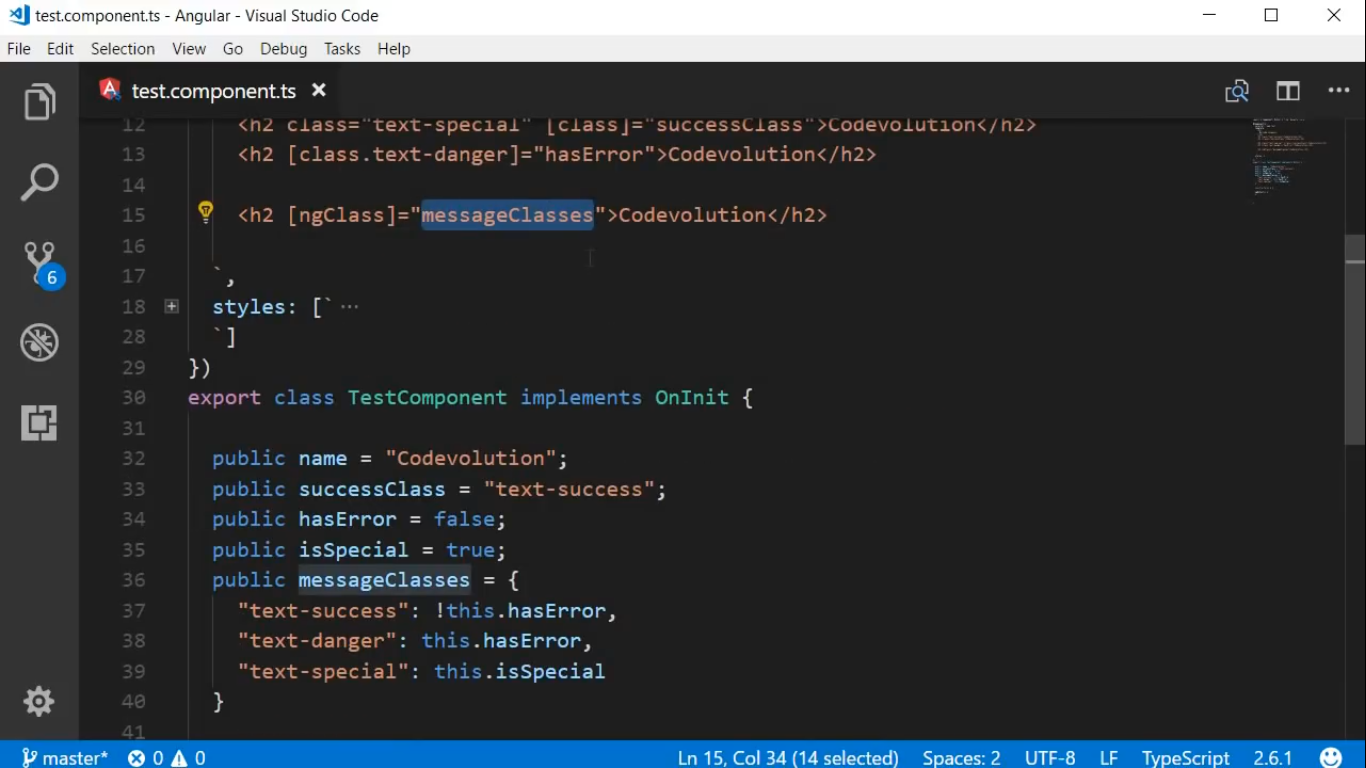 test.component.ts - Angular - Visual Studio Code
File Edit Selection View Go Debug Tasks Help
test.component.ts
12 <h2 class="text-special" [class]="successClass">Codevolution</h2>
13 <h2 [class.text-danger]="hasError">Codevolution</h2>
14
15 <h2 [ngClass]="messageClasses">Codevolution</h2>
16
17 `,
18 styles: [` ...
28 `]
29 })
30 export class TestComponent implements OnInit {
31
32 public name = "Codevolution";
33 public successClass = "text-success";
34 public hasError = false;
35 public isSpecial = true;
36 public messageClasses = {
37 "text-success": !this.hasError,
38 "text-danger": this.hasError,
39 "text-special": this.isSpecial
40 }
41
6
master* 0 0 Ln 15, Col 34 (14 selected) Spaces: 2 UTF-8 LF TypeScript 2.6.1